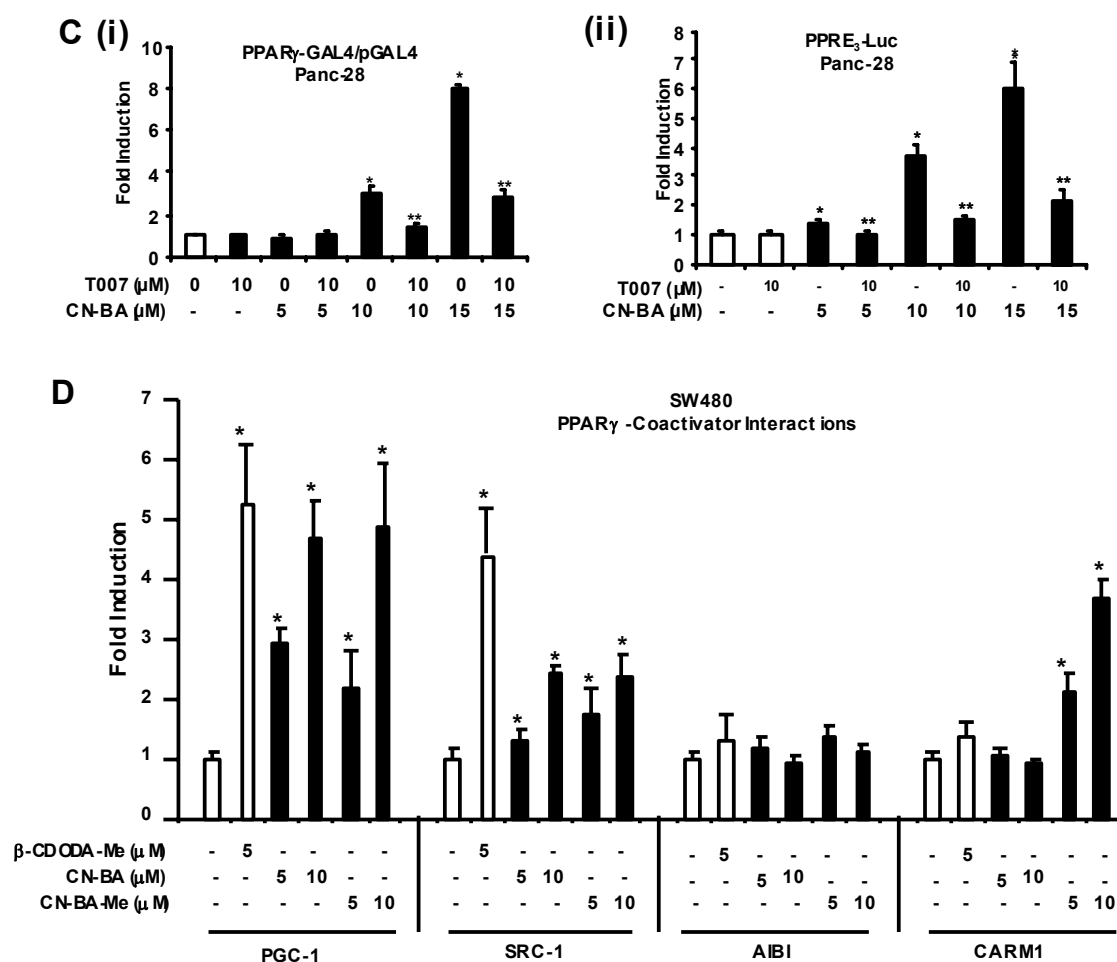 C (i)
PPARγ-GAL4/pGAL4
Panc-28
Fold Induction
10
8
6
4
2
0
*
**
*
**
T007 (µM) 0 10 0 10 0 10 0 10
CN-BA (µM) - - 5 5 10 10 15 15
(ii)
PPRE3-Luc
Panc-28
Fold Induction
8
7
6
5
4
4
2
1
0
*
**
*
**
*
**
T007 (µM) - 10 - 10 - 10 - 10
CN-BA (µM) - - 5 5 10 10 15 15
D
SW480
PPARγ -Coactivator Interactions
Fold Induction
7
6
5
4
3
2
1
0
* * * * *
* * * * *
* *
β-CDODA-Me (µM) - 5 - - - - - 5 - - - - - 5 - - - - - 5 - - - -
CN-BA (µM) - - 5 10 - - - - 5 10 - - - - 5 10 - - - - 5 10 - -
CN-BA-Me (µM) - - - - 5 10 - - - - 5 10 - - - - 5 10 - - - - 5 10
PGC-1 SRC-1 AIBI CARM1